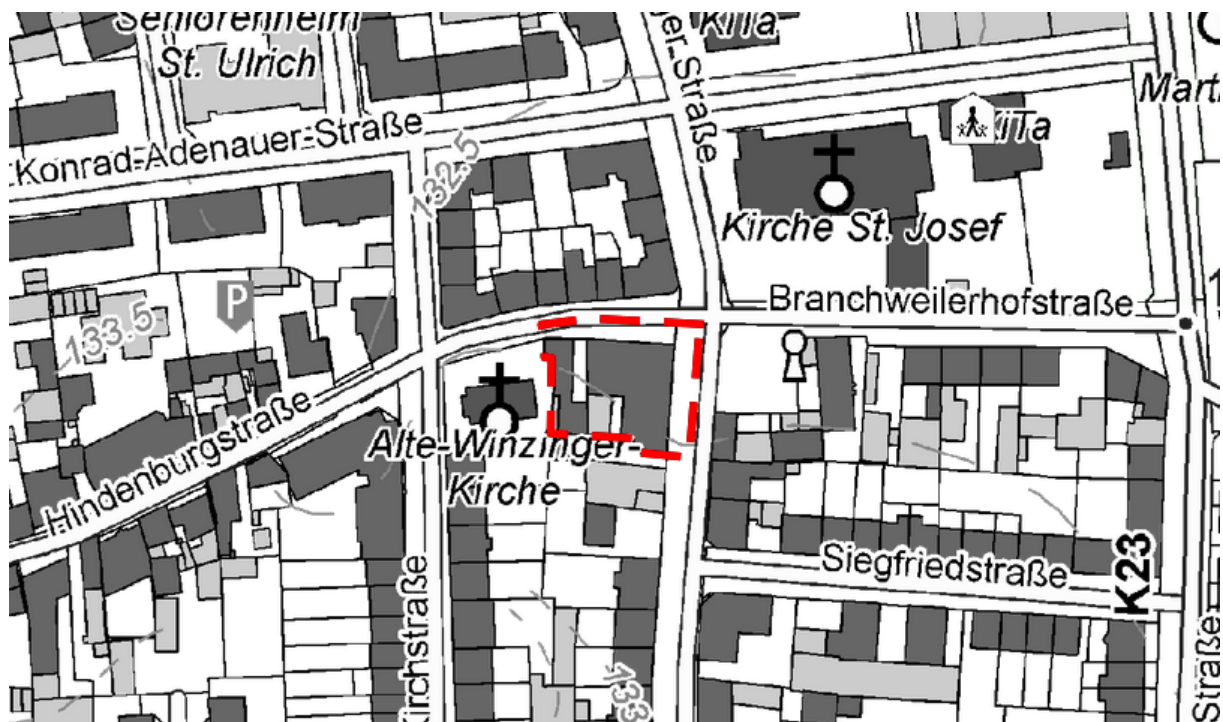 Seniorenheim
St. Ulrich
KiTa
ger-Straße
Konrad-Adenauer-Straße
132.5
KiTa
Kirche St. Josef
P
133.5
Branchweilerhofstraße
Hindenburgstraße
Alte-Winzinger-
Kirche
Siegfriedstraße
K23
Kirchstraße
Straße